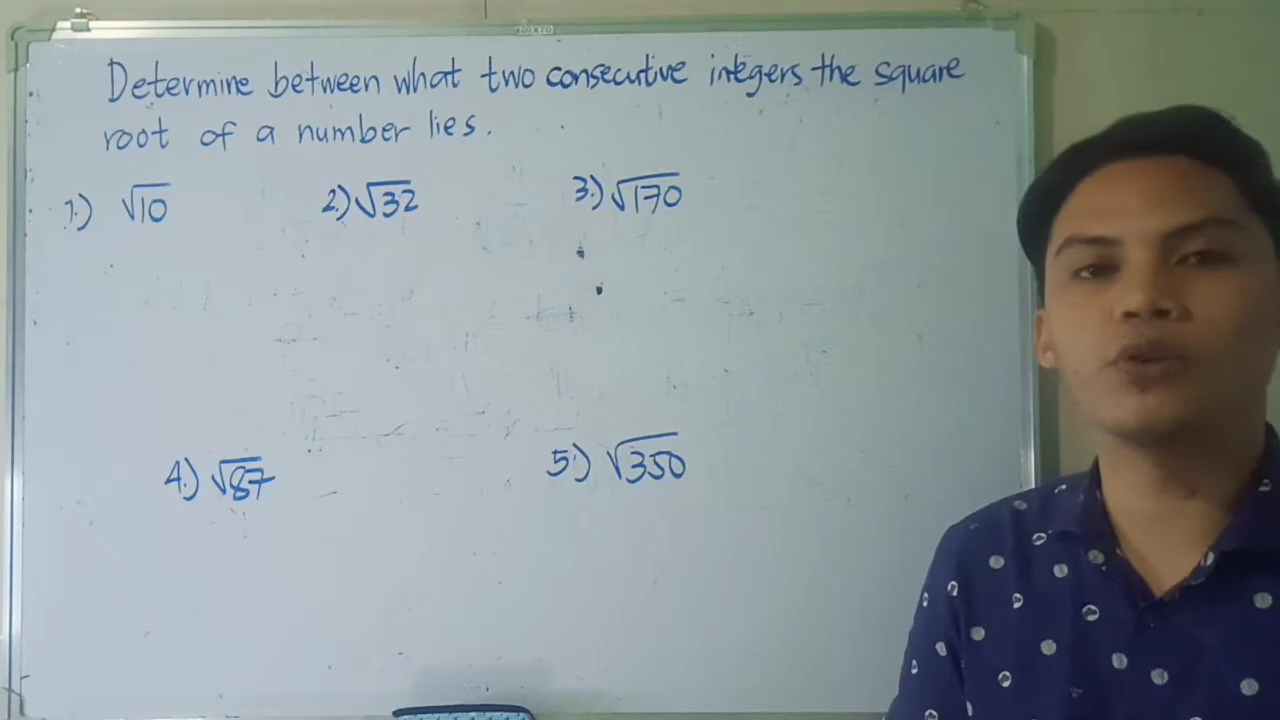 100X70
Determine between what two consecutive integers the square
root of a number lies.
1.) √10 2.) √32 3.) √170
4.) √87 5.) √350